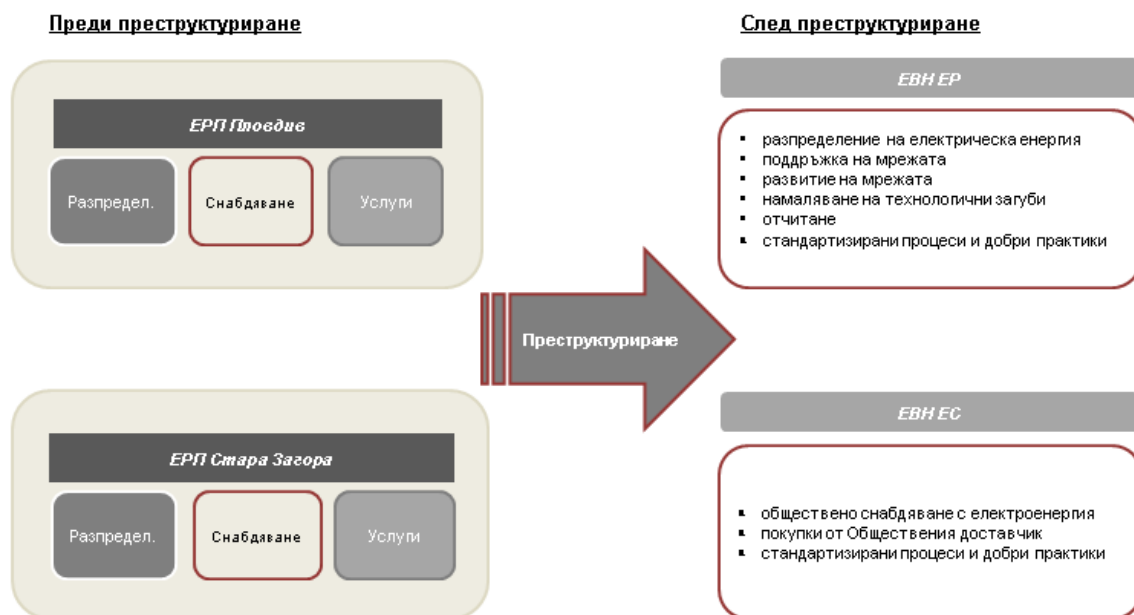 Преди преструктуриране
ЕРП Пловдив
Разпредел.
Снабдяване
Услуги
ЕРП Стара Загора
Разпредел.
Снабдяване
Услуги
Преструктуриране
След преструктуриране
ЕВН ЕР
разпределение на електрическа енергия
поддръжка на мрежата
развитие на мрежата
намаляване на технологични загуби
отчитане
стандартизирани процеси и добри практики
ЕВН ЕС
обществено снабдяване с електроенергия
покупки от Обществения доставчик
стандартизирани процеси и добри практики